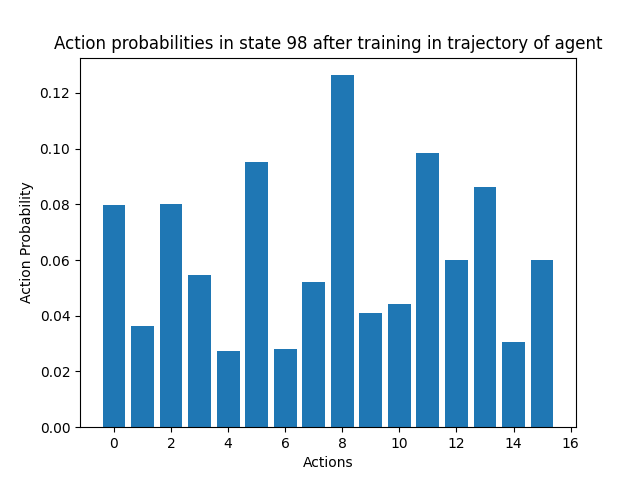 Action probabilities in state 98 after training in trajectory of agent
0.12
0.10
0.08
0.06
0.04
0.02
0.00
Action Probability
0 2 4 6 8 10 12 14 16
Actions